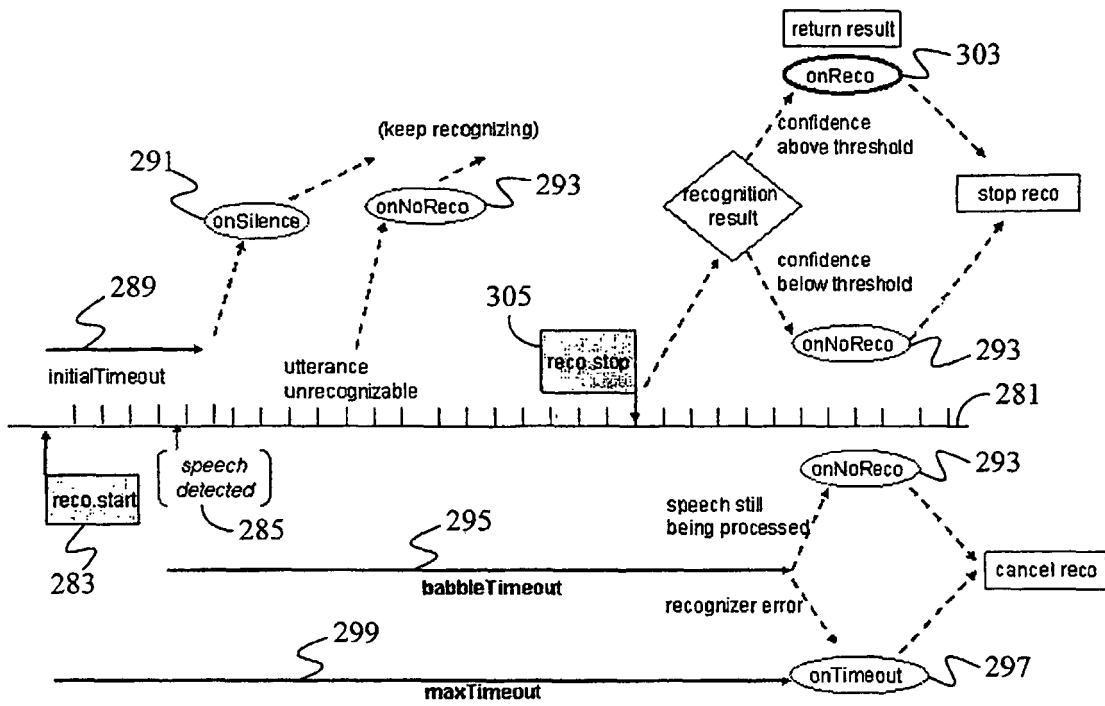 return result
onReco
303
(keep recognizing)
confidence
above threshold
291
293
onSilence
onNoReco
recognition
result
stop reco
289
305
confidence
below threshold
reco.stop
onNoReco
293
initialTimeout
utterance
unrecognizable
281
speech
detected
onNoReco
293
reco.start
285
295
speech still
being processed
283
babbleTimeout
cancel reco
recognizer error
299
onTimeout
297
maxTimeout